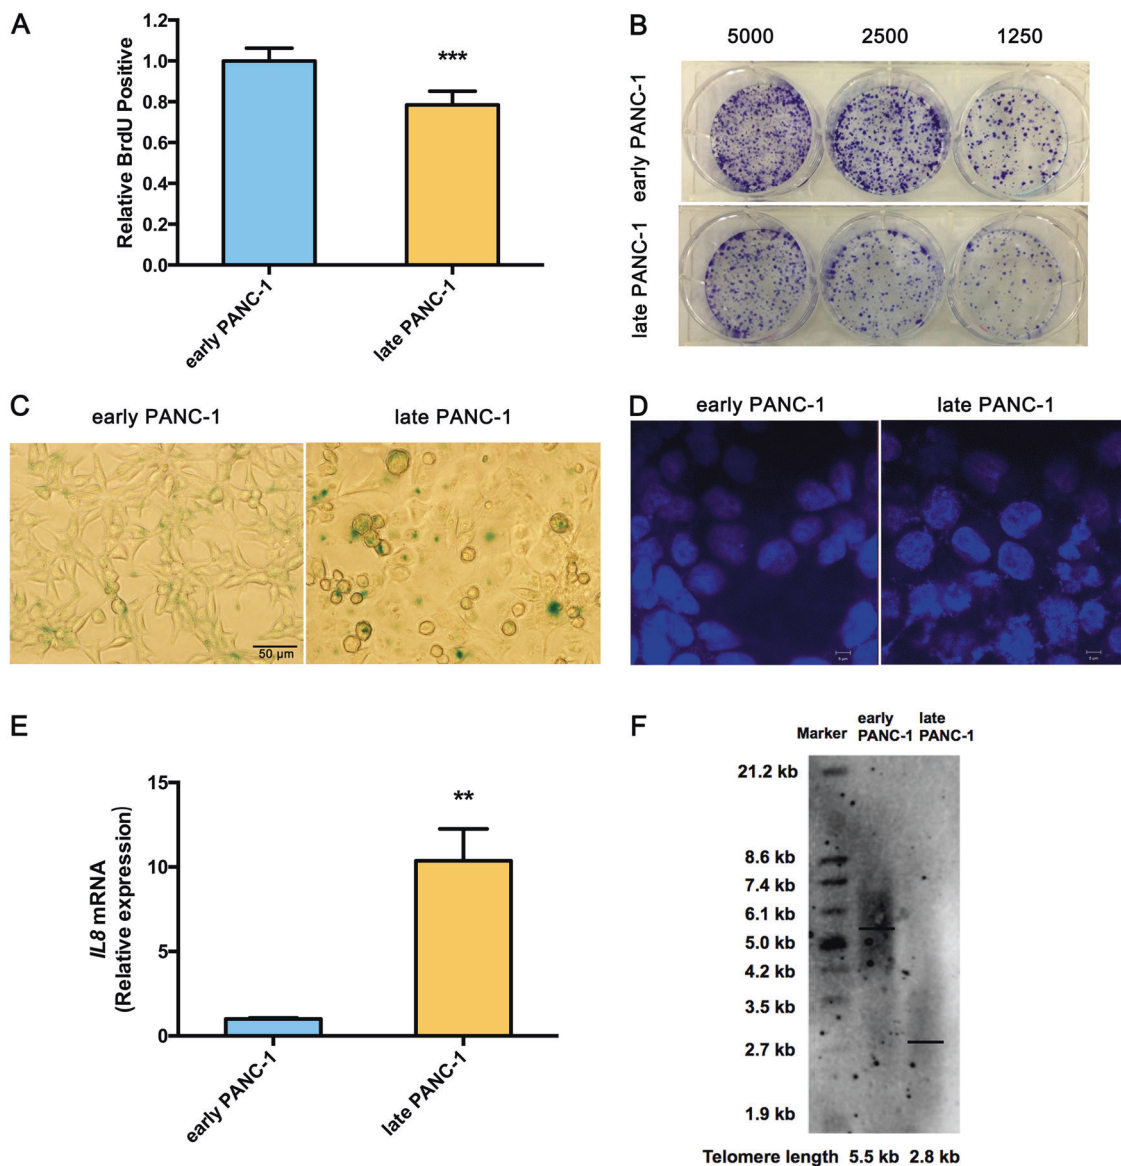 A
1.2
1.0
0.8
0.6
0.4
0.2
0.0
Relative BrdU Positive
***
early PANC-1
late PANC-1
B
5000 2500 1250
early PANC-1
late PANC-1
C
early PANC-1 late PANC-1
50 µm
D
early PANC-1 late PANC-1
5 µm
5 µm
E
15
10
5
0
IL8 mRNA
(Relative expression)
**
early PANC-1
late PANC-1
F
early late
Marker PANC-1 PANC-1
21.2 kb
8.6 kb
7.4 kb
6.1 kb
5.0 kb
4.2 kb
3.5 kb
2.7 kb
1.9 kb
Telomere length 5.5 kb 2.8 kb